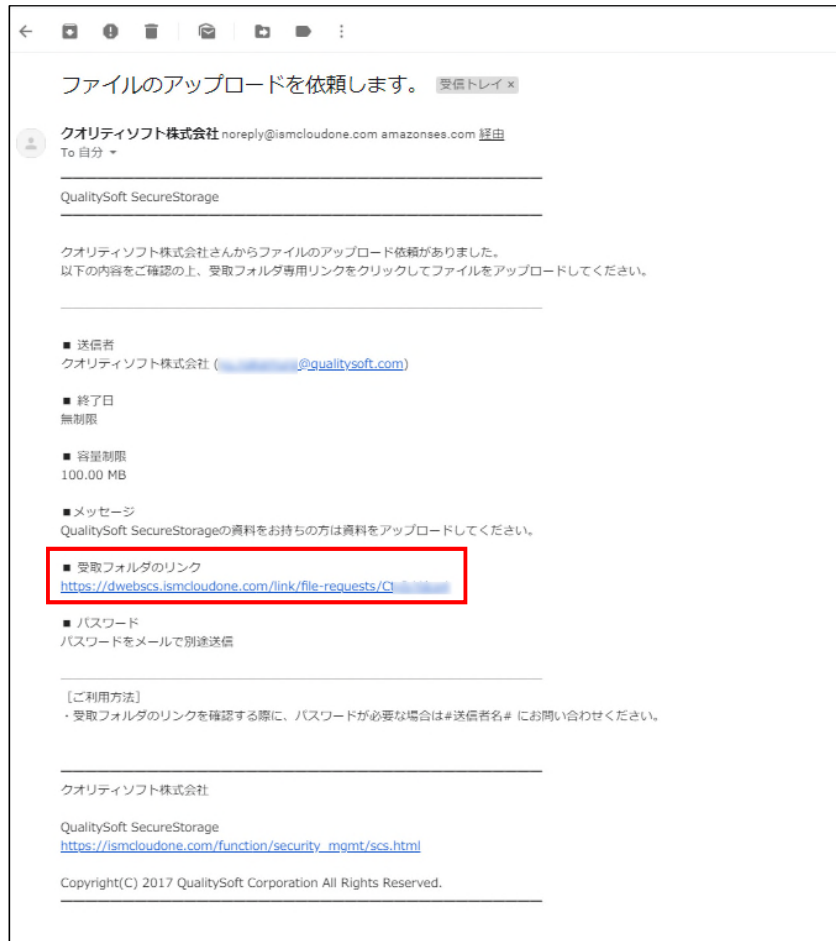 ファイルのアップロードを依頼します。 受信トレイ ×
クオリティソフト株式会社 noreply@ismcloudone.com amazonses.com 経由
To 自分
QualitySoft SecureStorage
クオリティソフト株式会社さんからファイルのアップロード依頼がありました。
以下の内容をご確認の上、受取フォルダ専用リンクをクリックしてファイルをアップロードしてください。
■ 送信者
クオリティソフト株式会社 ( @qualitysoft.com)
■ 終了日
無制限
■ 容量制限
100.00 MB
■メッセージ
QualitySoft SecureStorageの資料をお持ちの方は資料をアップロードしてください。
■ 受取フォルダのリンク
https://dwebscs.ismcloudone.com/link/file-requests/C
■ パスワード
パスワードをメールで別途送信
［ご利用方法］
・受取フォルダのリンクを確認する際に、パスワードが必要な場合は#送信者名# にお問い合わせください。
クオリティソフト株式会社
QualitySoft SecureStorage
https://ismcloudone.com/function/security_mgmt/scs.html
Copyright(C) 2017 QualitySoft Corporation All Rights Reserved.